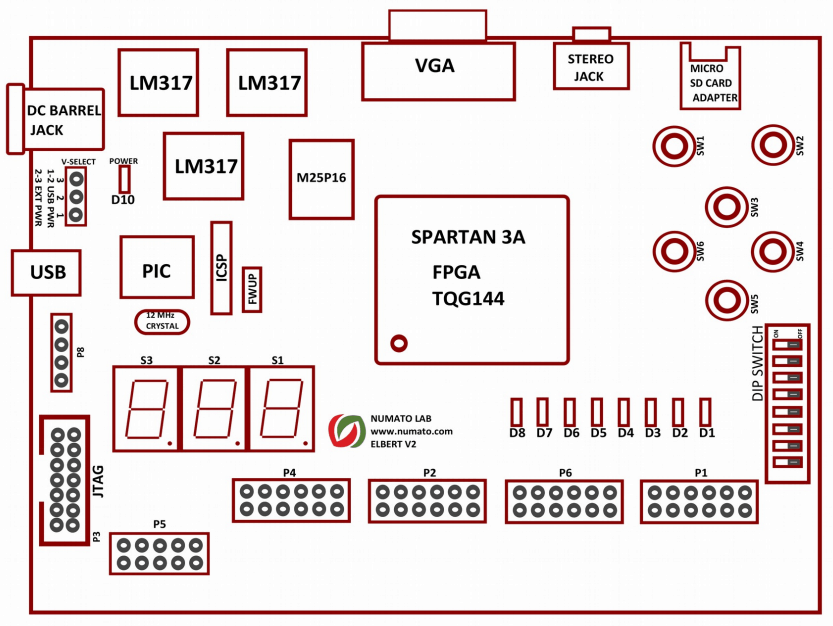 VGA
STEREO
JACK
MICRO
SD CARD
ADAPTER
LM317
LM317
DC BARREL
JACK
LM317
M25P16
SW1
SW2
SW3
SW6
SW4
SW5
V-SELECT
3
2
1
1-2 USB PWR
2-3 EXT PWR
POWER
D10
SPARTAN 3A
FPGA
TQG144
USB
PIC
ICSP
FWUP
12 MHz
CRYSTAL
P8
S3
S2
S1
DIP SWITCH
ON
OFF
NUMATO LAB
www.numato.com
ELBERT V2
D8
D7
D6
D5
D4
D3
D2
D1
JTAG
P3
P4
P2
P6
P1
P5